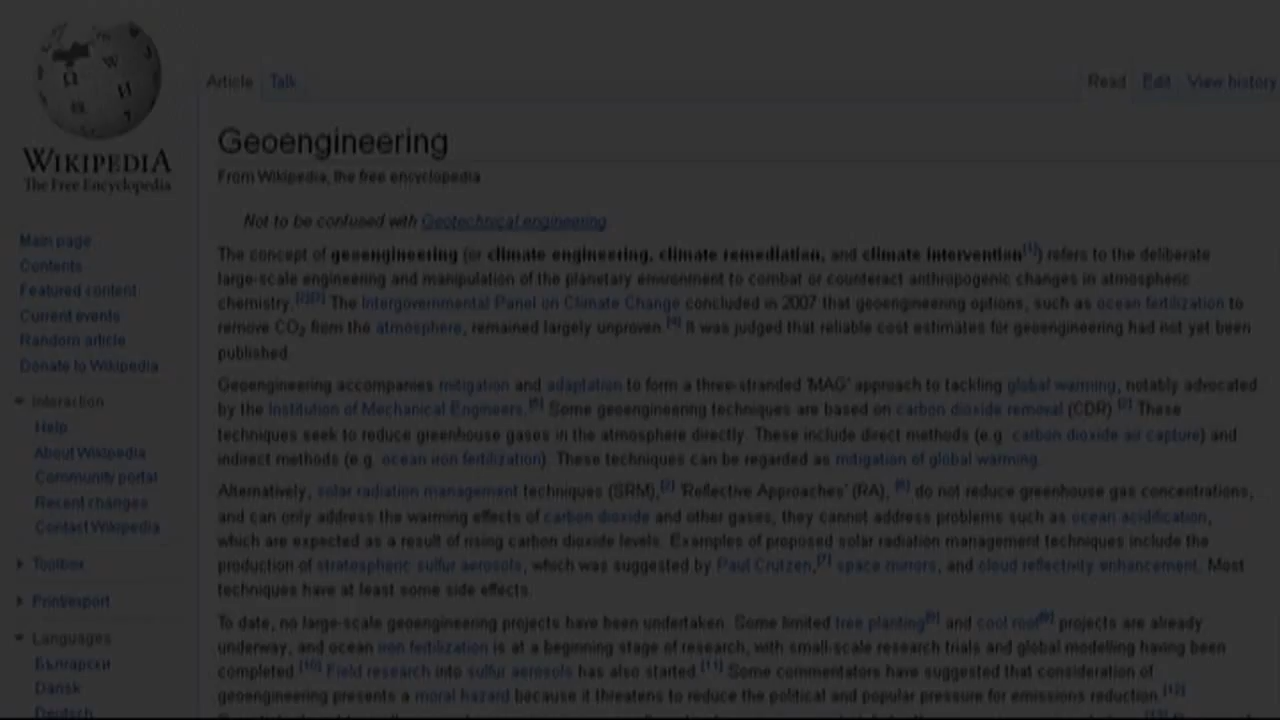 Article Talk Read Edit View history
WIKIPEDIA
The Free Encyclopedia
Geoengineering
From Wikipedia, the free encyclopedia
Not to be confused with Geotechnical engineering.
The concept of geoengineering (or climate engineering, climate remediation, and climate intervention[1]) refers to the deliberate
large-scale engineering and manipulation of the planetary environment to combat or counteract anthropogenic changes in atmospheric
chemistry.[2][3] The Intergovernmental Panel on Climate Change concluded in 2007 that geoengineering options, such as ocean fertilization to
remove CO2 from the atmosphere, remained largely unproven.[4] It was judged that reliable cost estimates for geoengineering had not yet been
published.
Geoengineering accompanies mitigation and adaptation to form a three-stranded 'MAG' approach to tackling global warming, notably advocated
by the Institution of Mechanical Engineers.[5] Some geoengineering techniques are based on carbon dioxide removal (CDR).[2] These
techniques seek to reduce greenhouse gases in the atmosphere directly. These include direct methods (e.g. carbon dioxide air capture) and
indirect methods (e.g. ocean iron fertilization). These techniques can be regarded as mitigation of global warming.
Alternatively, solar radiation management techniques (SRM),[2] 'Reflective Approaches' (RA), [6] do not reduce greenhouse gas concentrations,
and can only address the warming effects of carbon dioxide and other gases; they cannot address problems such as ocean acidification,
which are expected as a result of rising carbon dioxide levels. Examples of proposed solar radiation management techniques include the
production of stratospheric sulfur aerosols, which was suggested by Paul Crutzen,[7] space mirrors, and cloud reflectivity enhancement. Most
techniques have at least some side effects.
To date, no large-scale geoengineering projects have been undertaken. Some limited tree planting[8] and cool roof[9] projects are already
underway, and ocean iron fertilization is at a beginning stage of research, with small-scale research trials and global modelling having been
completed.[10] Field research into sulfur aerosols has also started.[11] Some commentators have suggested that consideration of
geoengineering presents a moral hazard because it threatens to reduce the political and popular pressure for emissions reduction.[12]
Main page
Contents
Featured content
Current events
Random article
Donate to Wikipedia
Interaction
Help
About Wikipedia
Community portal
Recent changes
Contact Wikipedia
Toolbox
Print/export
Languages
Български
Dansk
Deutsch